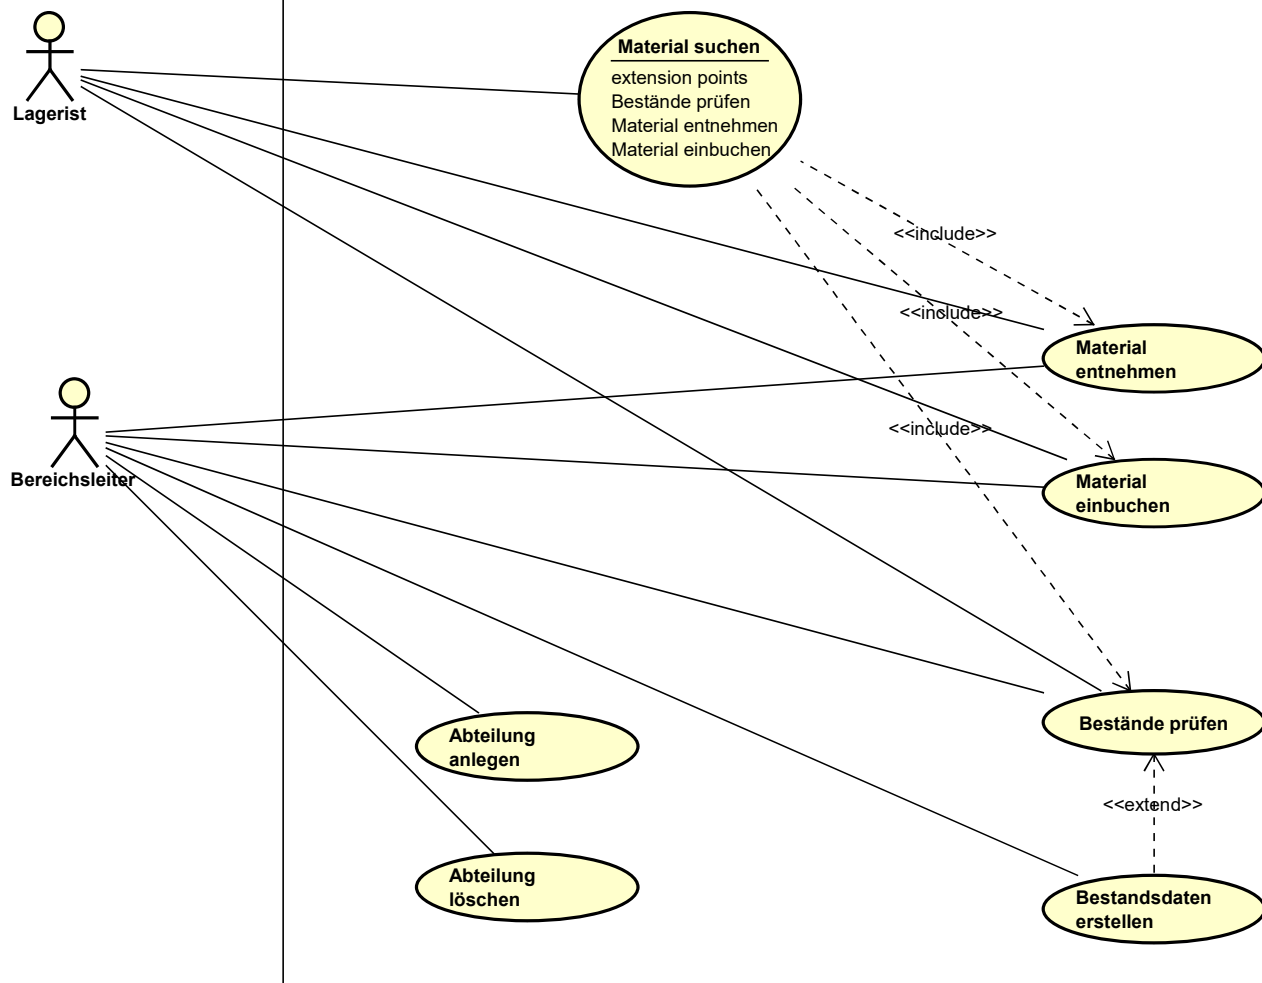 Lagerist
Material suchen
extension points
Bestände prüfen
Material entnehmen
Material einbuchen
<<include>>
<<include>>
Material
entnehmen
Bereichsleiter
<<include>>
Material
einbuchen
Abteilung
anlegen
Bestände prüfen
<<extend>>
Abteilung
löschen
Bestandsdaten
erstellen